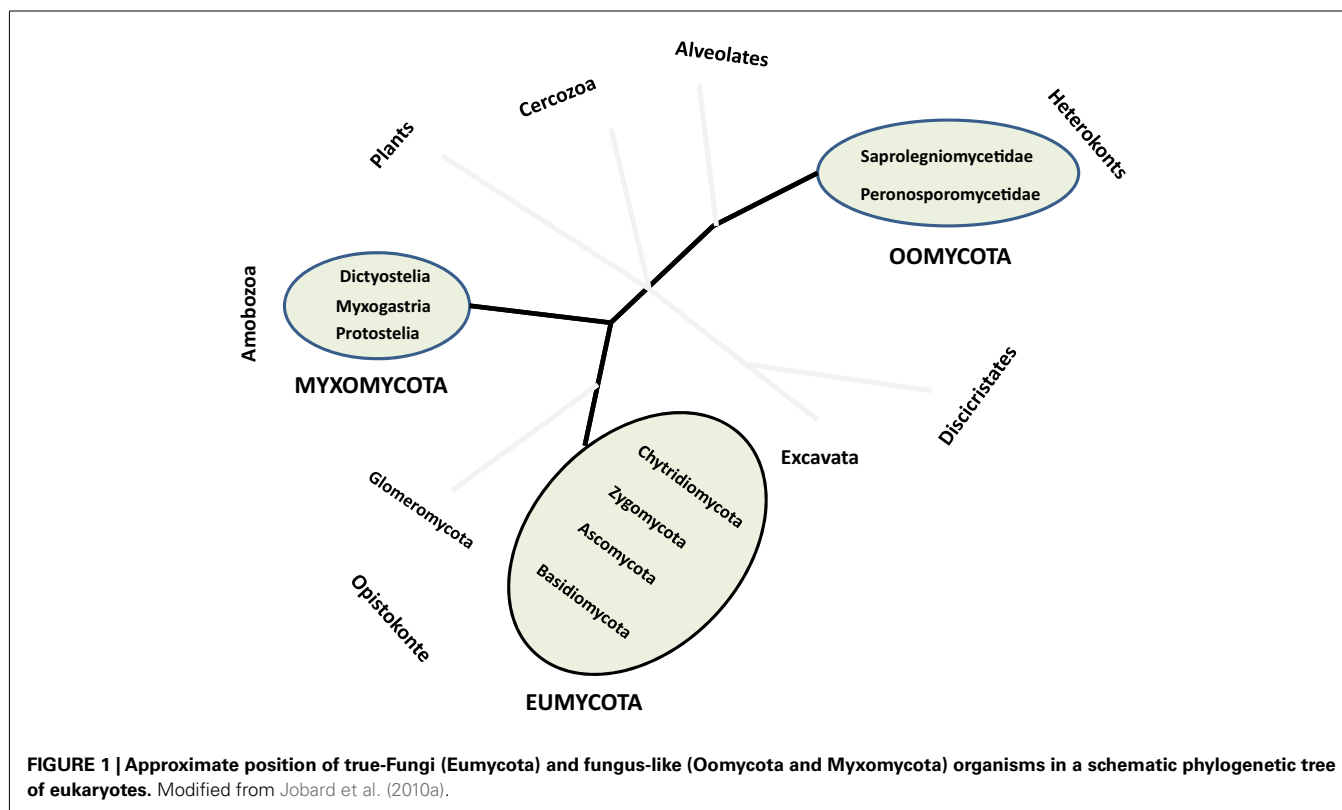 Alveolates
Cercozoa
Plants
Heterokonts
Saprolegniomycetidae
Peronosporomycetidae
OOMYCOTA
Amobozoa
Dictyostelia
Myxogastria
Protostelia
MYXOMYCOTA
Discicristates
Excavata
Glomeromycota
Opistokonte
Chytridiomycota
Zygomycota
Ascomycota
Basidiomycota
EUMYCOTA
FIGURE 1 | Approximate position of true-Fungi (Eumycota) and fungus-like (Oomycota and Myxomycota) organisms in a schematic phylogenetic tree
of eukaryotes. Modified from Jobard et al. (2010a).